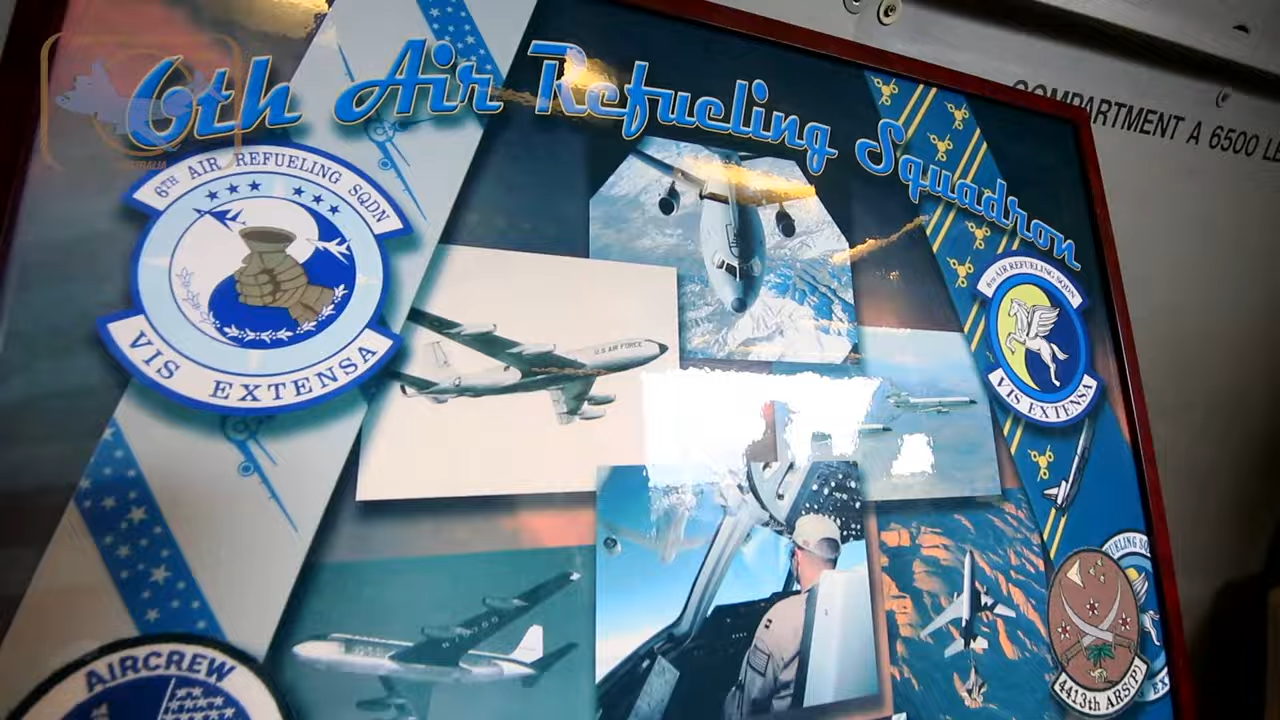 6th Air Refueling Squadron
COMPARTMENT A 6500
6TH AIR REFUELING SQDN
VIS EXTENSA
6TH AIR REFUELING SQDN
VIS EXTENSA
U.S. AIR FORCE
AIRCREW
4413th ARS(P)